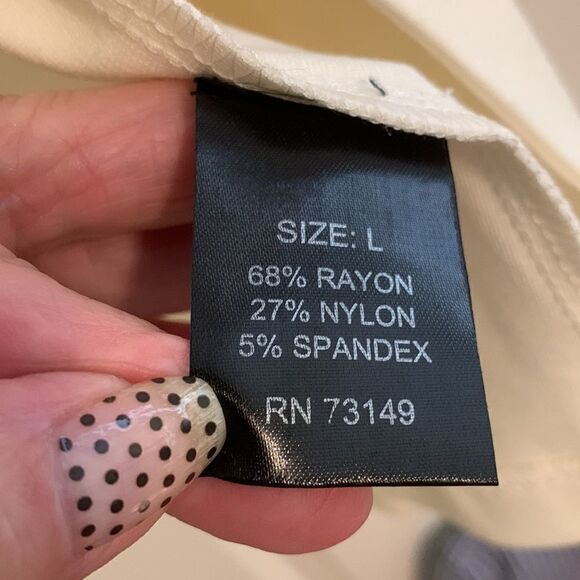 SIZE: L
68% RAYON
27% NYLON
5% SPANDEX
RN 73149